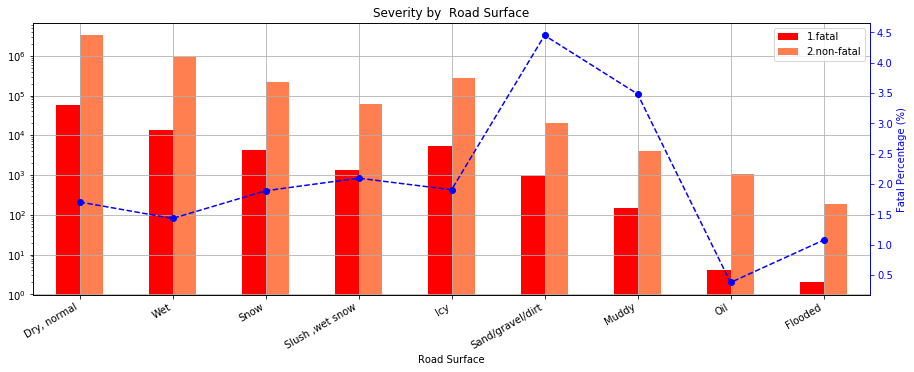 Severity by  Road Surface
1.fatal
2.non-fatal
10⁶
10⁵
10⁴
10³
10²
10¹
10⁰
4.5
4.0
3.5
3.0
2.5
2.0
1.5
1.0
0.5
Fatal Percentage (%)
Dry, normal
Wet
Snow
Slush ,wet snow
Icy
Sand/gravel/dirt
Muddy
Oil
Flooded
Road Surface